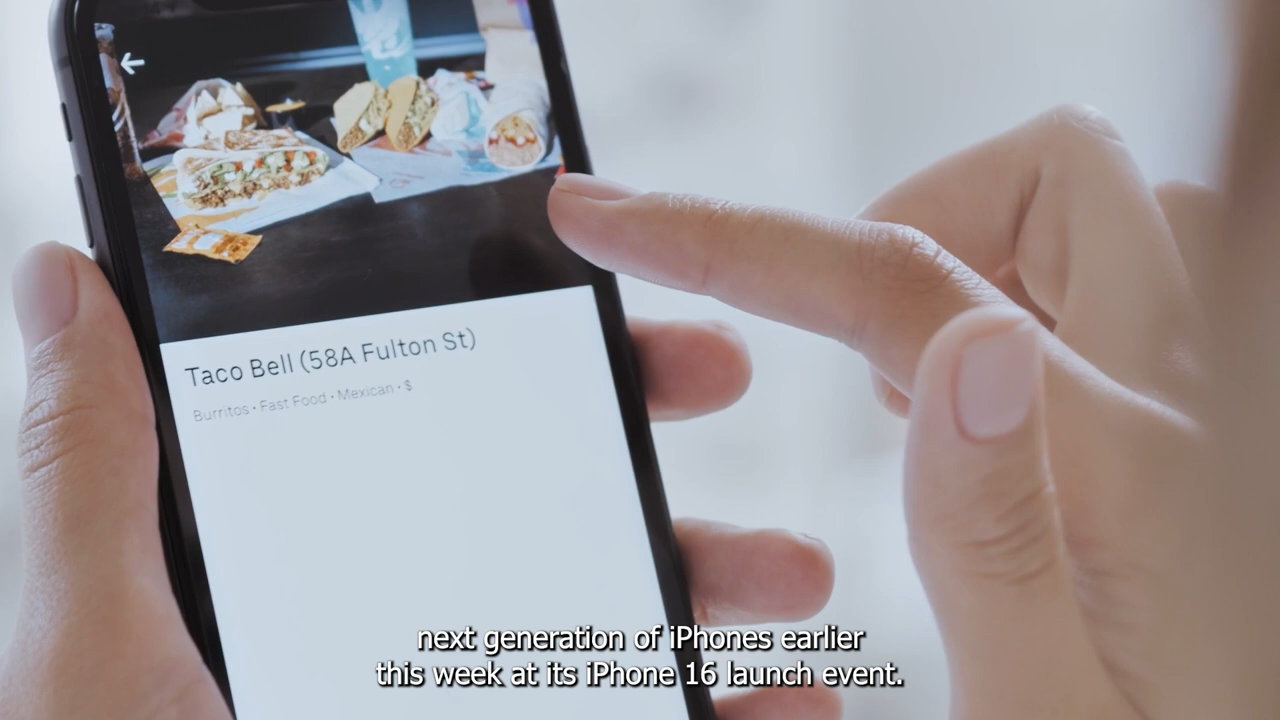 Taco Bell (58A Fulton St)
Burritos • Fast Food • Mexican • $
next generation of iPhones earlier
this week at its iPhone 16 launch event.